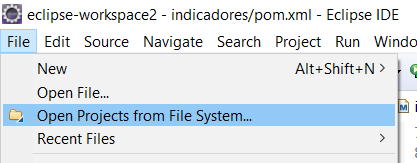 eclipse-workspace2 - indicadores/pom.xml - Eclipse IDE
File Edit Source Navigate Search Project Run Windo
New Alt+Shift+N >
Open File...
Open Projects from File System...
Recent Files >